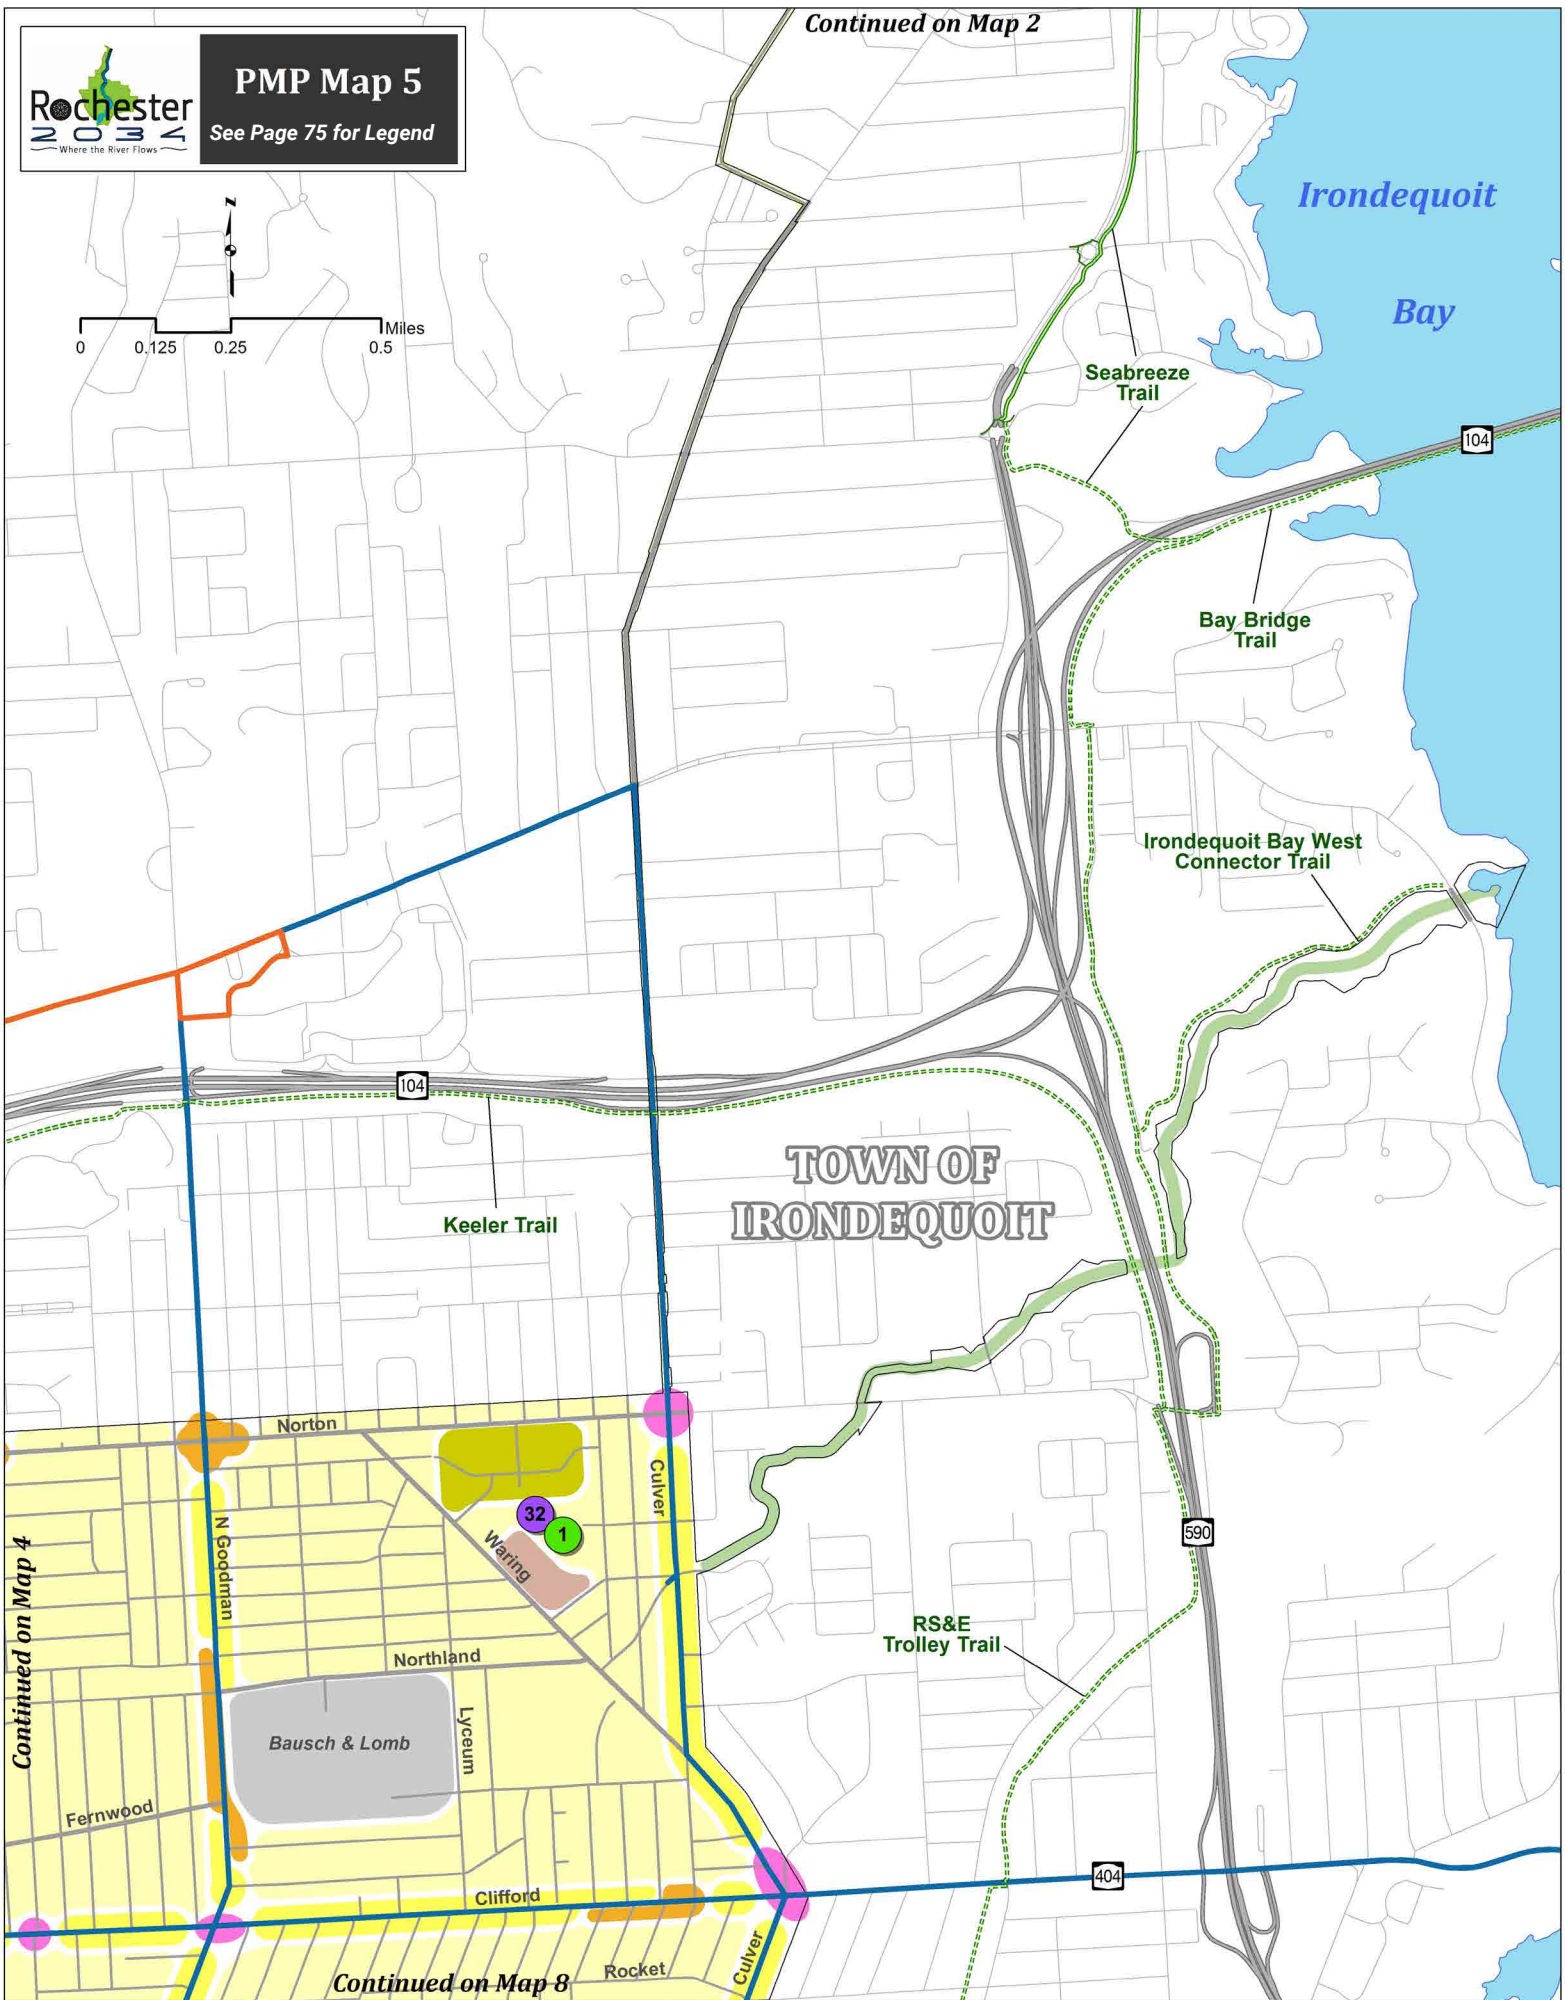 Continued on Map 2
Rochester
2034
Where the River Flows
PMP Map 5
See Page 75 for Legend
N
Miles
0
0.125
0.25
0.5
Irondequoit
Bay
Seabreeze
Trail
104
Bay Bridge
Trail
Irondequoit Bay West
Connector Trail
104
TOWN OF
IRONDEQUOIT
Keeler Trail
Norton
Culver
N Goodman
32
1
Waring
590
Continued on Map 4
RS&E
Trolley Trail
Northland
Lyceum
Bausch & Lomb
Fernwood
404
Clifford
Culver
Rocket
Continued on Map 8